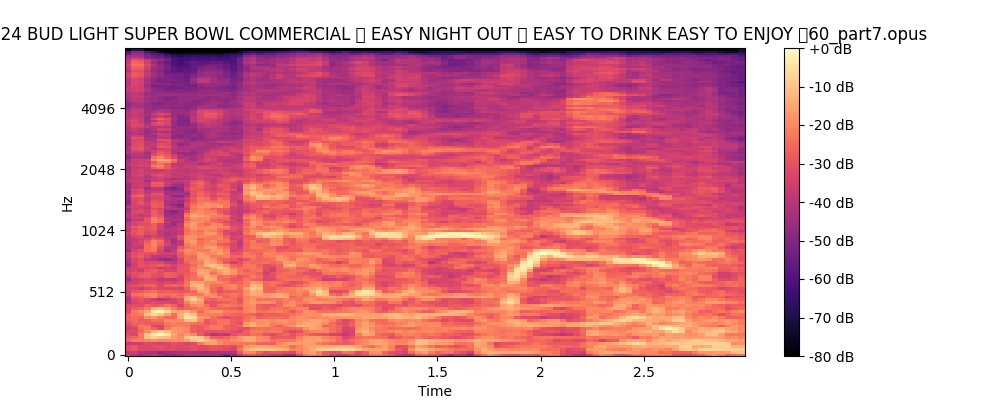 24 BUD LIGHT SUPER BOWL COMMERCIAL ▯ EASY NIGHT OUT ▯ EASY TO DRINK EASY TO ENJOY ▯60_part7.opus
+0 dB
4096
-10 dB
-20 dB
2048
-30 dB
Hz
1024
-40 dB
-50 dB
512
-60 dB
-70 dB
0
-80 dB
0 0.5 1 1.5 2 2.5
Time